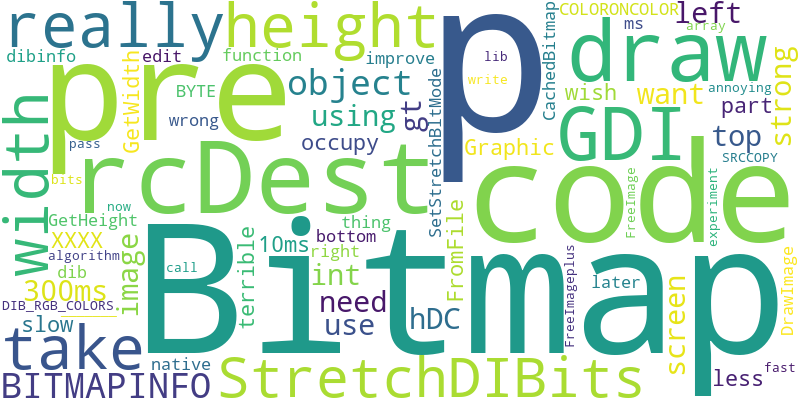 really
height
p
draw
COLORONCOLOR
left
ms
array
dibinfo
GetWidth
edit
function
improve
lib
CachedBitmap
annoying
pre
BYTE
object
write
wish
want
strong
width
wrong
using
gt
SetStretchBltMode
GDI
part
pass
occupy
Graphic
top
SRCCOPY
bits
rcDest
code
FreeImage
experiment
GetHeight
now
thing
FromFile
XXXX
image
terrible
10ms
bottom
right
algorithm
Bitmap
dib
call
int
FreeImageplus
later
screen
DrawImage
300ms
need
DIB_RGB_COLORS
slow
use
hDC
take
native
StretchDIBits
less
fast
BITMAPINFO